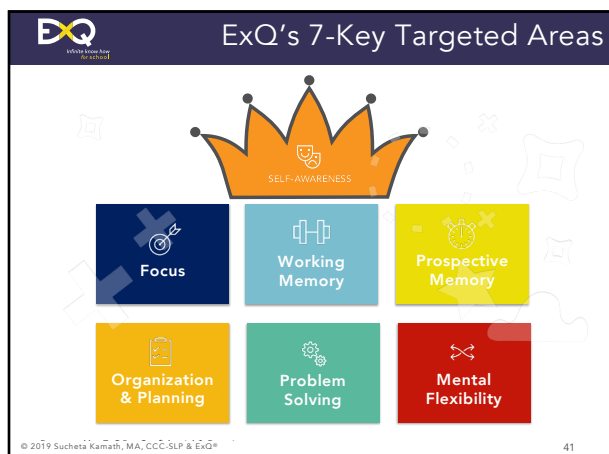 ExQ
Infinite know how
for school
ExQ's 7-Key Targeted Areas
SELF-AWARENESS
Focus
Working
Memory
Prospective
Memory
Organization
& Planning
Problem
Solving
Mental
Flexibility
© 2019 Sucheta Kamath, MA, CCC-SLP & ExQ®
41